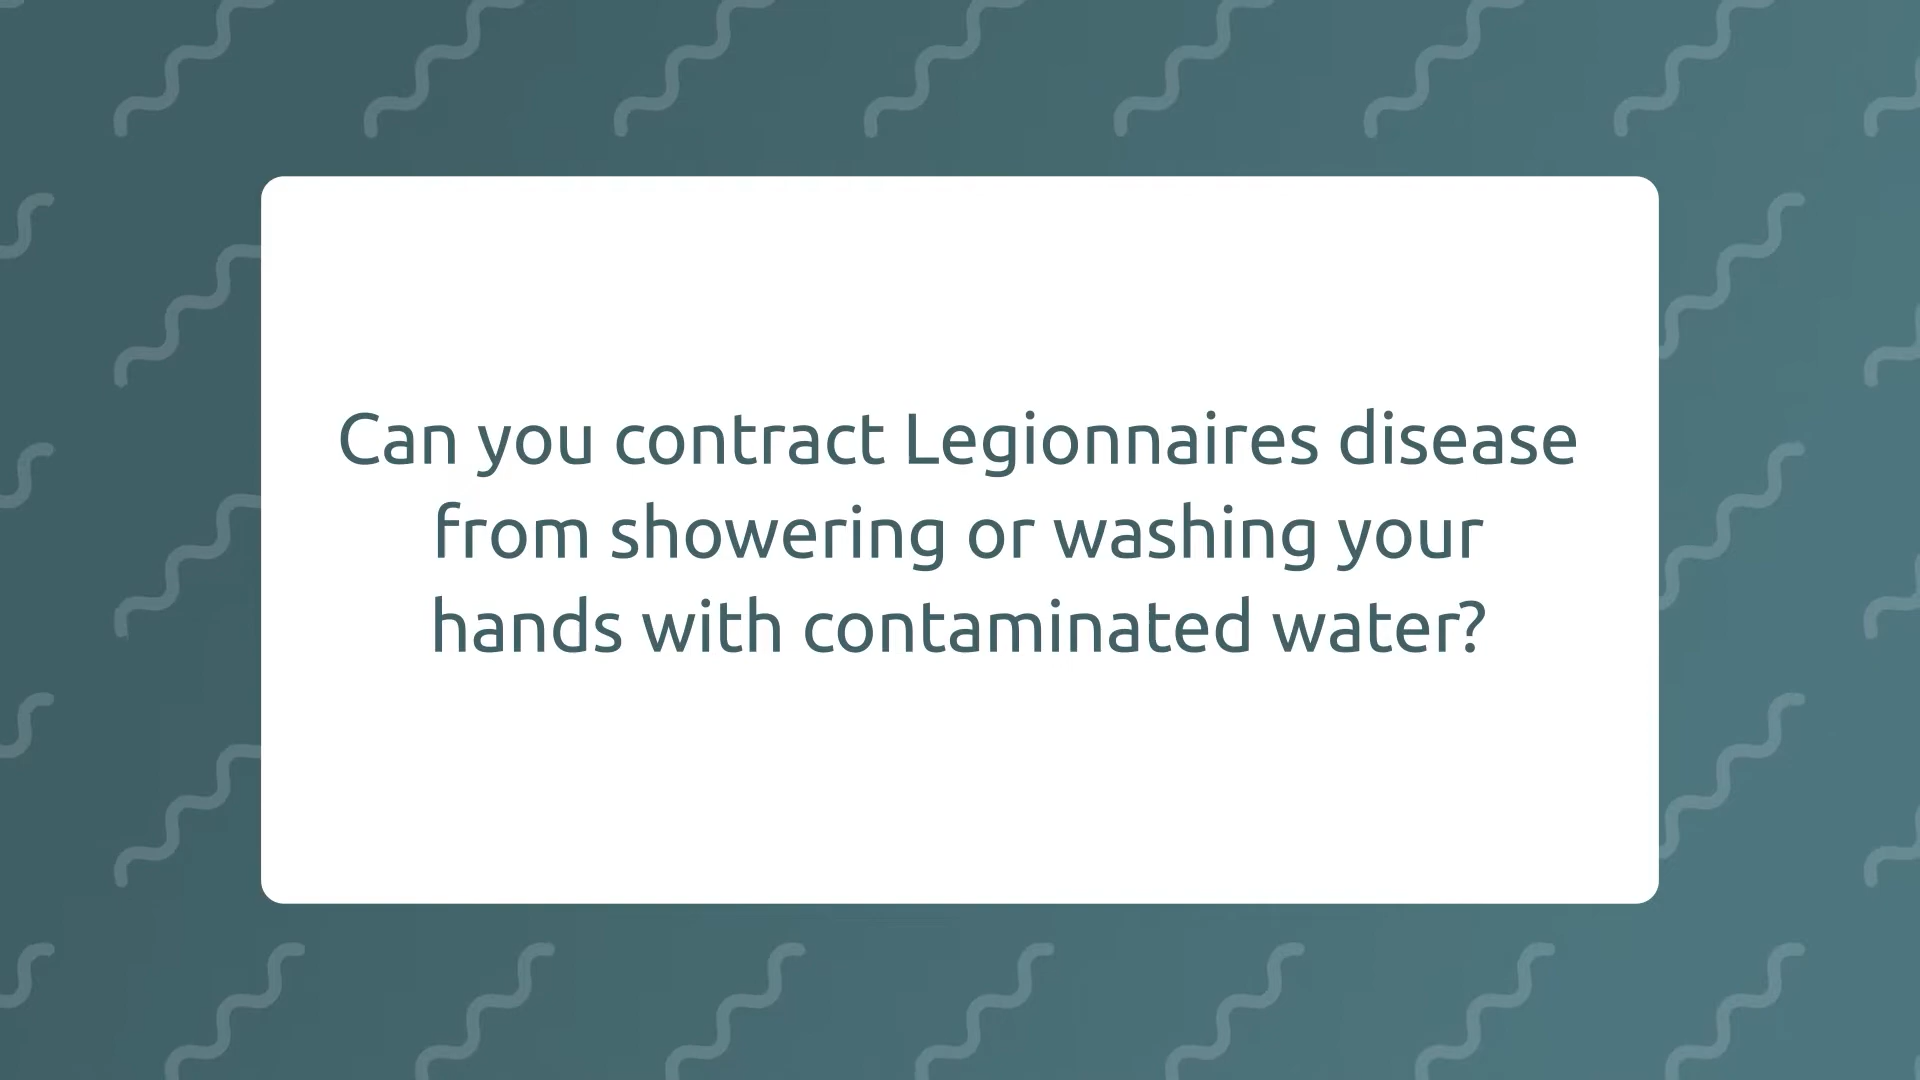 Can you contract Legionnaires disease
from showering or washing your
hands with contaminated water?